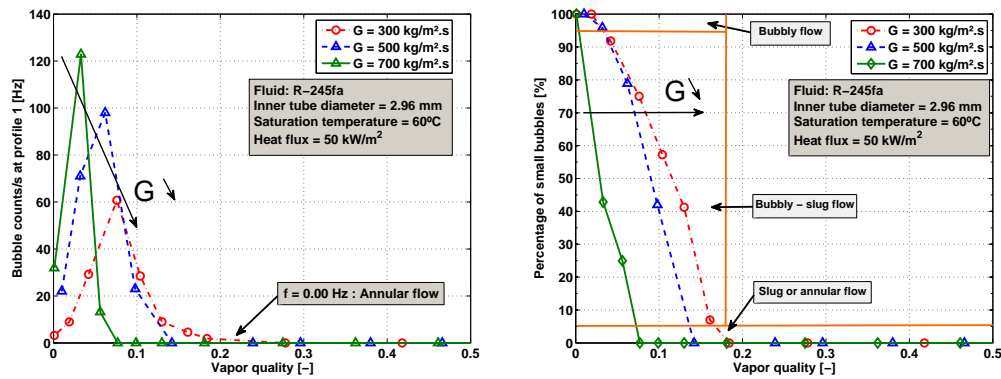 G = 300 kg/m².s
G = 500 kg/m².s
G = 700 kg/m².s
Fluid: R−245fa
Inner tube diameter = 2.96 mm
Saturation temperature = 60ºC
Heat flux = 50 kW/m²
G
f = 0.00 Hz : Annular flow
Bubble counts/s at profile 1 [Hz]
140
120
100
80
60
40
20
0
0
0.1
0.2
0.3
0.4
0.5
Vapor quality [−]
Bubbly flow
G = 300 kg/m².s
G = 500 kg/m².s
G = 700 kg/m².s
G
Fluid: R−245fa
Inner tube diameter = 2.96 mm
Saturation temperature = 60ºC
Heat flux = 50 kW/m²
Bubbly − slug flow
Slug or annular flow
Percentage of small bubbles [%]
100%
90
80
70
60
50
40
30
20
10
0
0
0.1
0.2
0.3
0.4
0.5
Vapor quality [−]